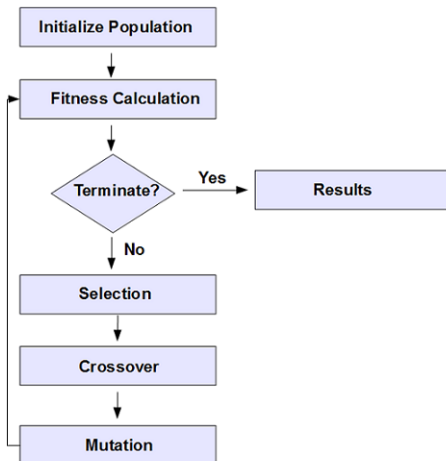 Initialize Population
Fitness Calculation
Terminate?
Yes
Results
No
Selection
Crossover
Mutation